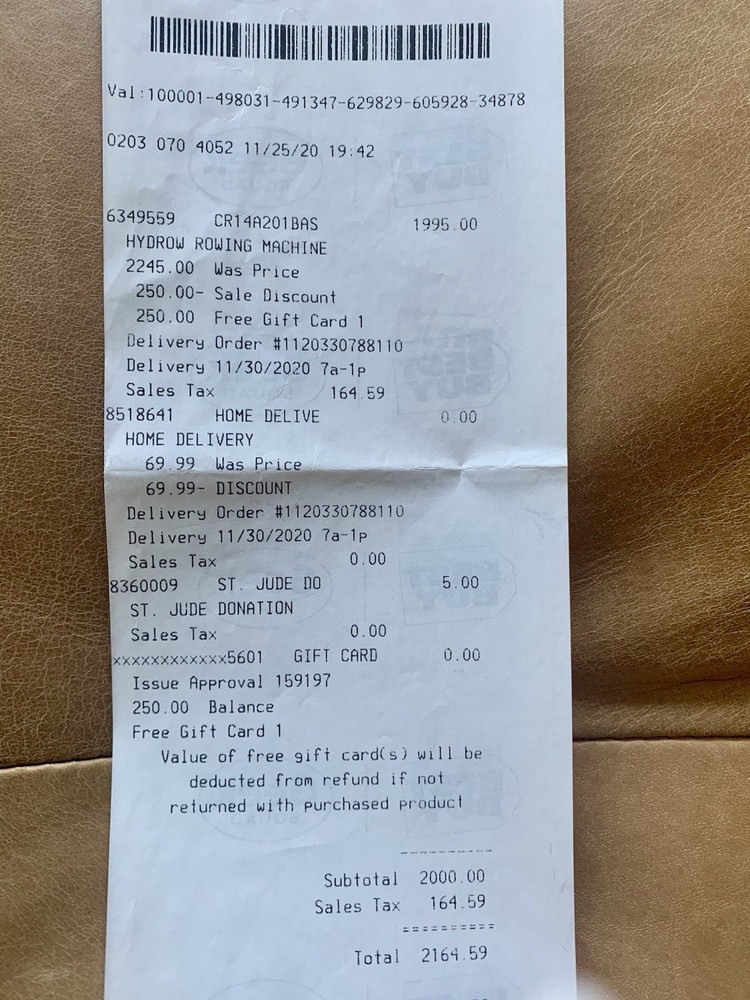 Val:100001-498031-491347-629829-605928-34878
0203 070 4052 11/25/20 19:42
6349559 CR14A201BAS 1995.00
HYDROW ROWING MACHINE
2245.00 Was Price
250.00- Sale Discount
250.00 Free Gift Card 1
Delivery Order #1120330788110
Delivery 11/30/2020 7a-1p
Sales Tax 164.59
8518641 HOME DELIVE 0.00
HOME DELIVERY
69.99 Was Price
69.99- DISCOUNT
Delivery Order #1120330788110
Delivery 11/30/2020 7a-1p
Sales Tax 0.00
8360009 ST. JUDE DO 5.00
ST. JUDE DONATION
Sales Tax 0.00
xxxxxxxxxxxx5601 GIFT CARD 0.00
Issue Approval 159197
250.00 Balance
Free Gift Card 1
Value of free gift card(s) will be
deducted from refund if not
returned with purchased product
Subtotal 2000.00
Sales Tax 164.59
Total 2164.59